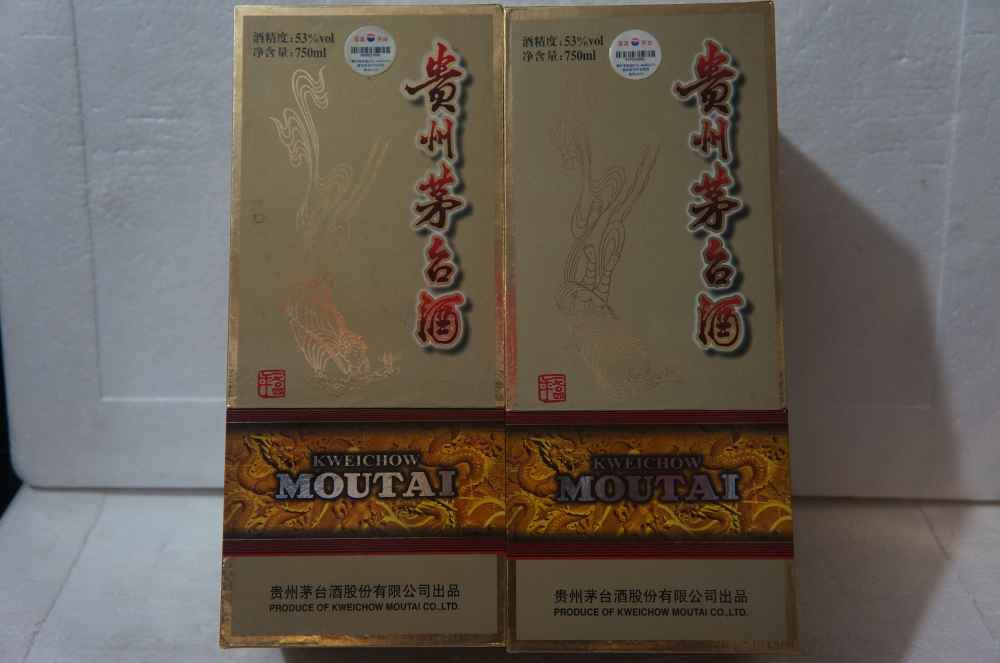 酒精度:53%vol
净含量:750ml
贵州茅台酒
KWEICHOW
MOUTAI
贵州茅台酒股份有限公司出品
PRODUCE OF KWEICHOW MOUTAI CO.,LTD.
酒精度:53%vol
净含量:750ml
贵州茅台酒
KWEICHOW
MOUTAI
贵州茅台酒股份有限公司出品
PRODUCE OF KWEICHOW MOUTAI CO.,LTD.